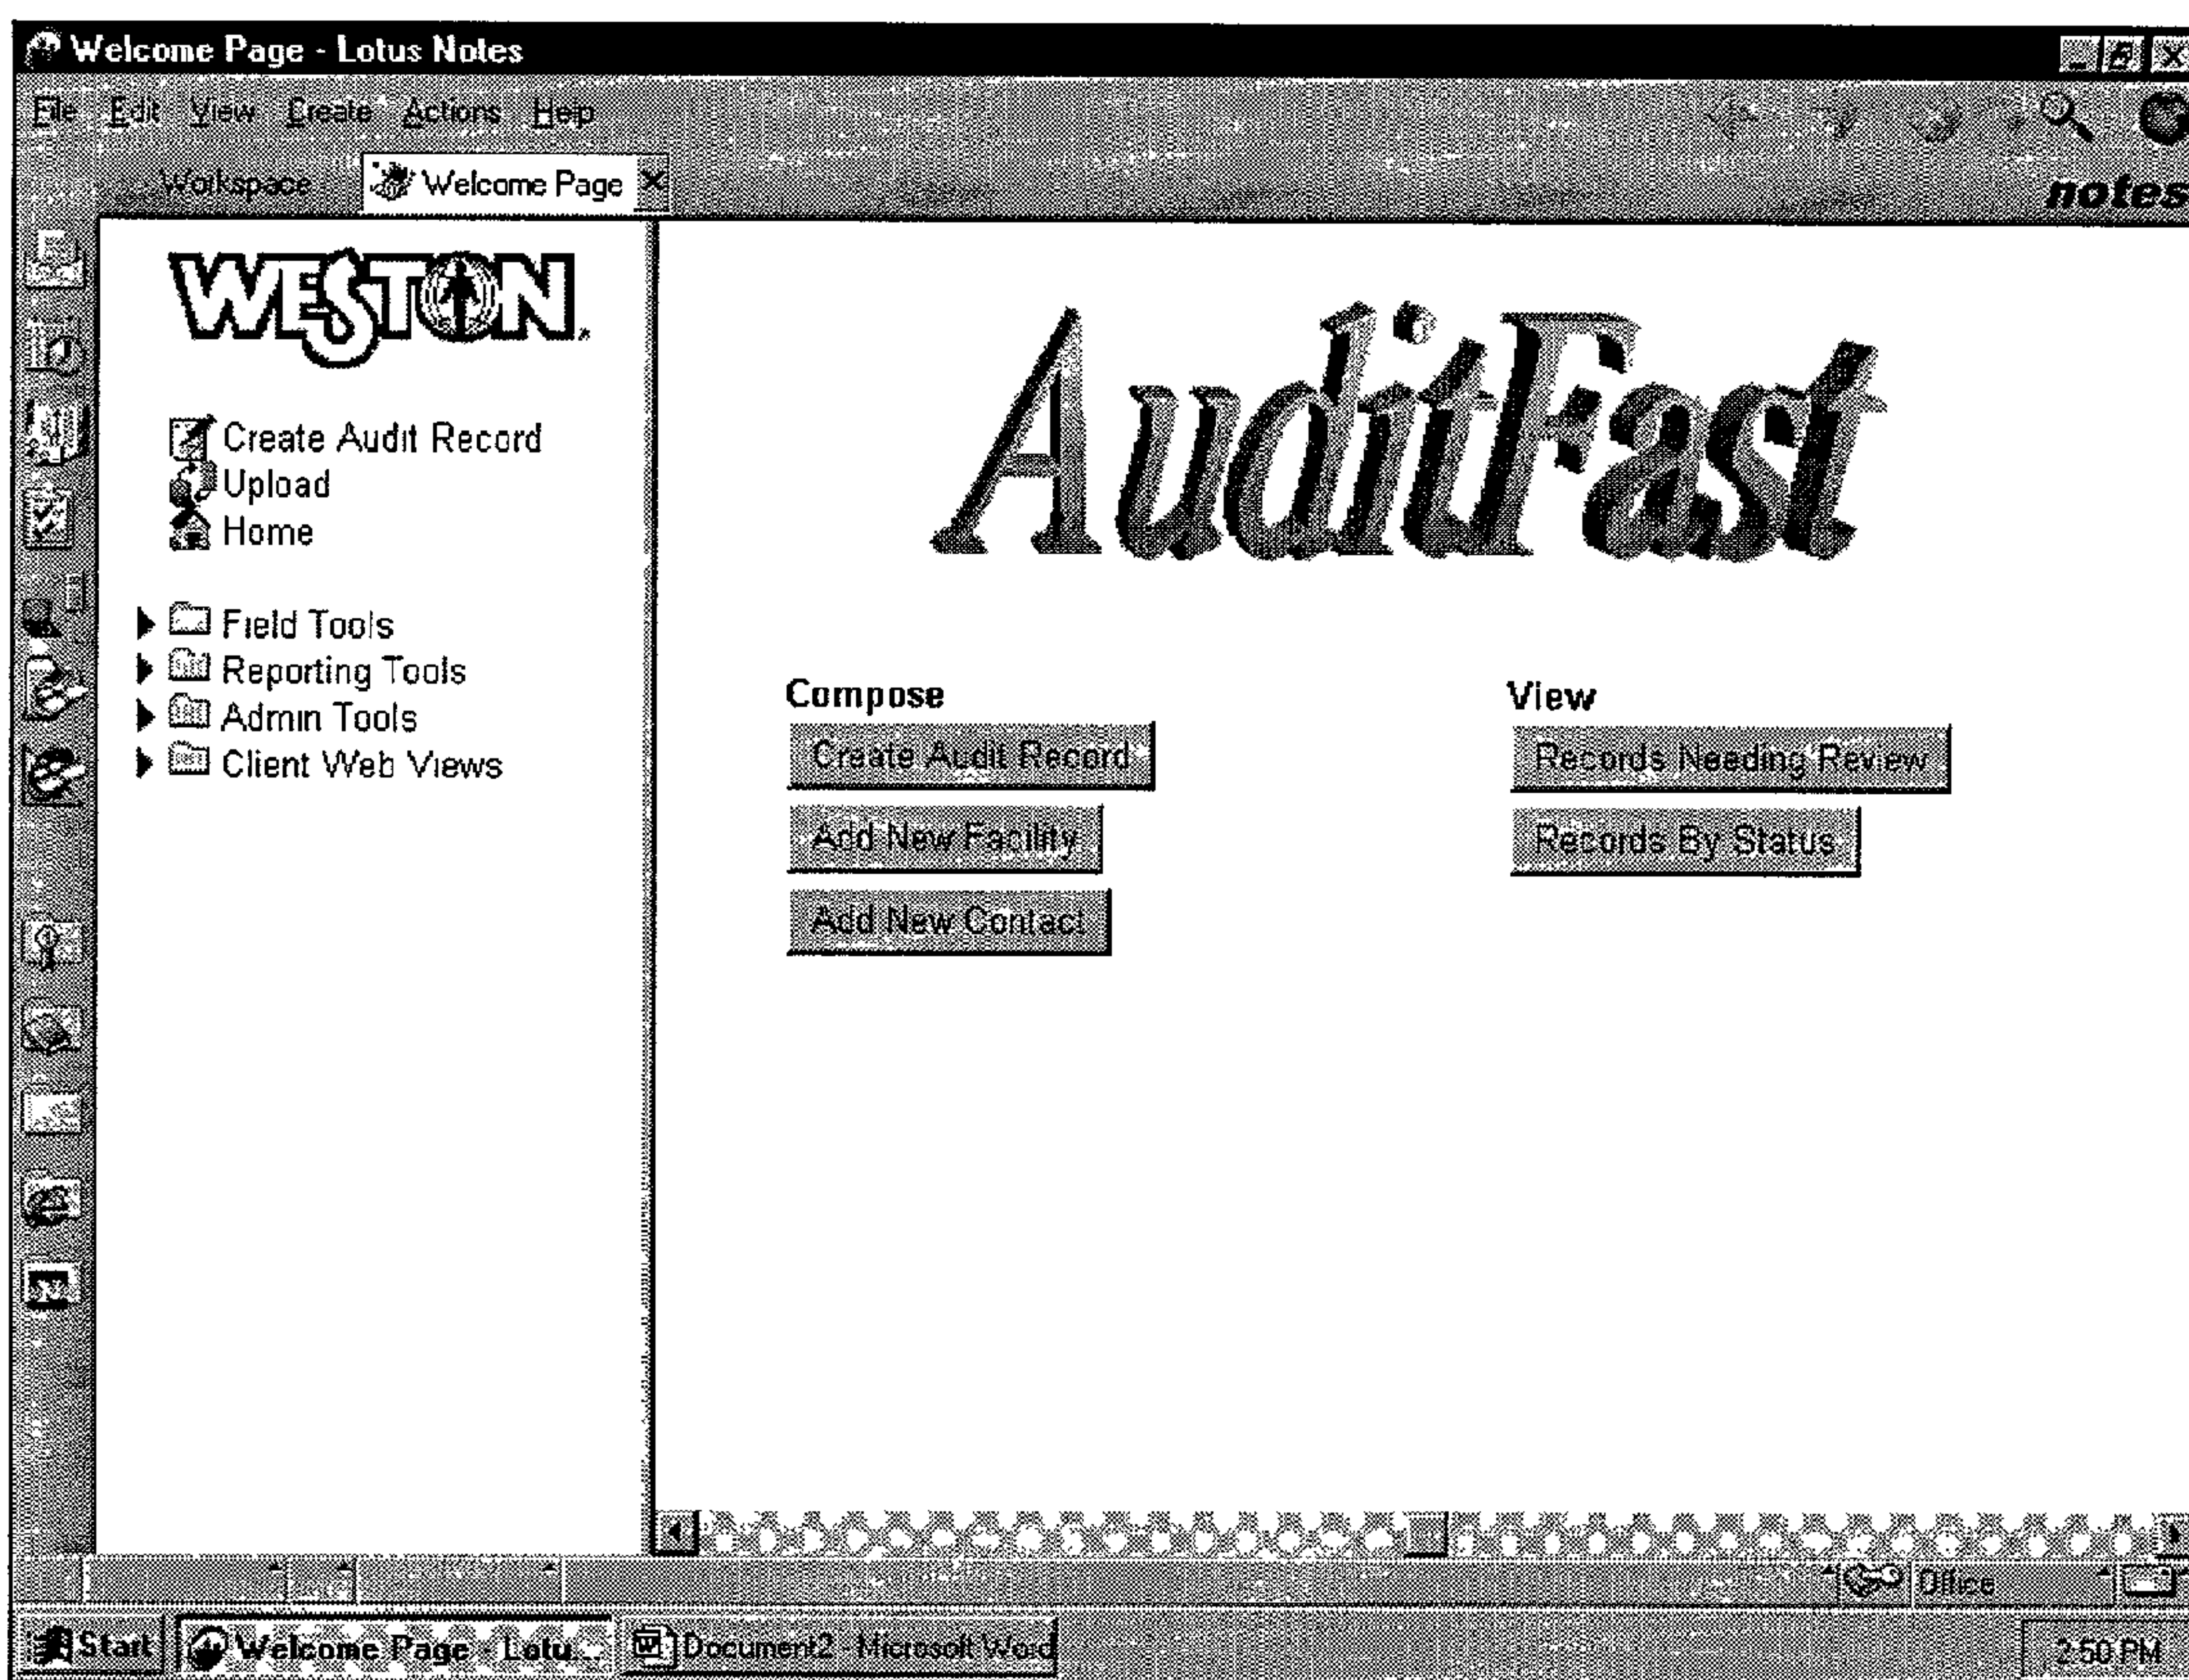 Welcome Page - Lotus Notes
File Edit View Create Actions Help
Workspace Welcome Page
notes
WESTON
AuditFast
Create Audit Record
Upload
Home
Field Tools
Reporting Tools
Admin Tools
Client Web Views
Compose
Create Audit Record
Add New Facility
Add New Contact
View
Records Needing Review
Records By Status
Office
Start Welcome Page - Lotu... Document2 - Microsoft Word 2:50 PM